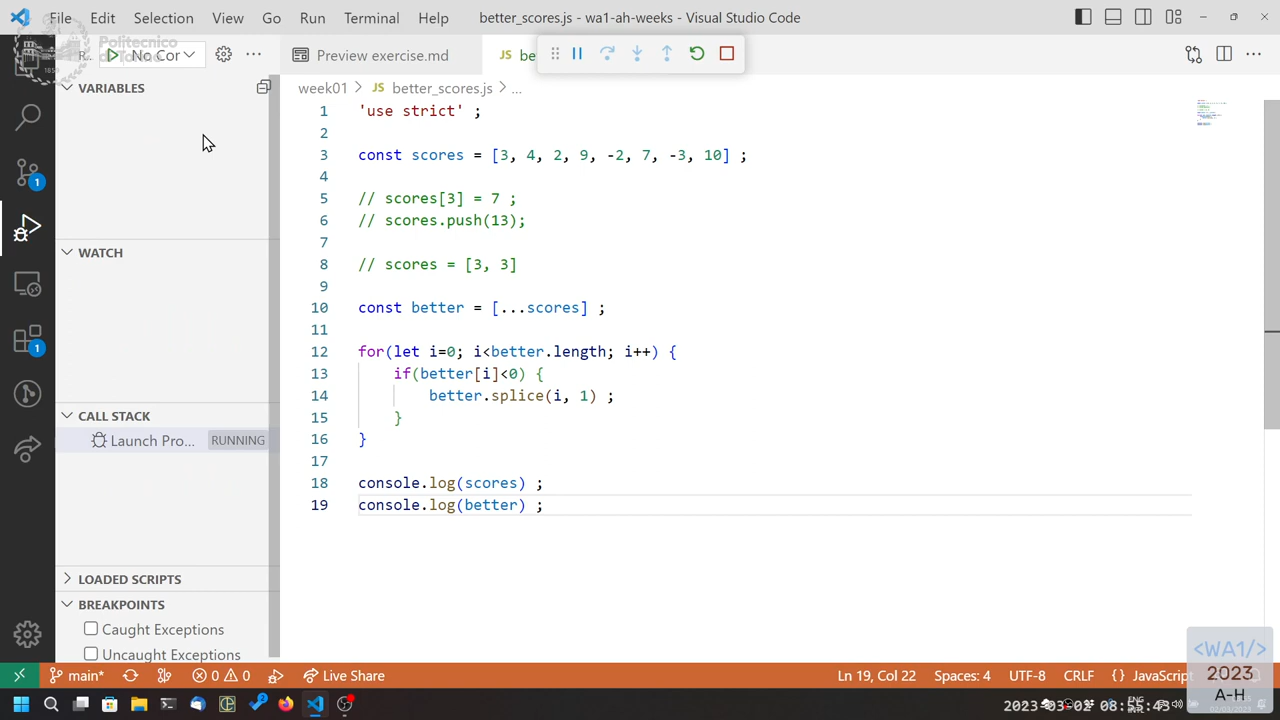 File Edit Selection View Go Run Terminal Help better_scores.js - wa1-ah-weeks - Visual Studio Code
Politecnico
di Torino
1859
No Cor
Preview exercise.md
JS be
VARIABLES
week01 > JS better_scores.js > ...
1 'use strict' ;
2
3 const scores = [3, 4, 2, 9, -2, 7, -3, 10] ;
4
5 // scores[3] = 7 ;
6 // scores.push(13);
7
8 // scores = [3, 3]
9
10 const better = [...scores] ;
11
12 for(let i=0; i<better.length; i++) {
13 if(better[i]<0) {
14 better.splice(i, 1) ;
15 }
16 }
17
18 console.log(scores) ;
19 console.log(better) ;
WATCH
CALL STACK
Launch Pro... RUNNING
LOADED SCRIPTS
BREAKPOINTS
Caught Exceptions
Uncaught Exceptions
1
1
main* 0 0 Live Share Ln 19, Col 22 Spaces: 4 UTF-8 CRLF {} JavaScript
<WA1/>
2023
A-H
ENG